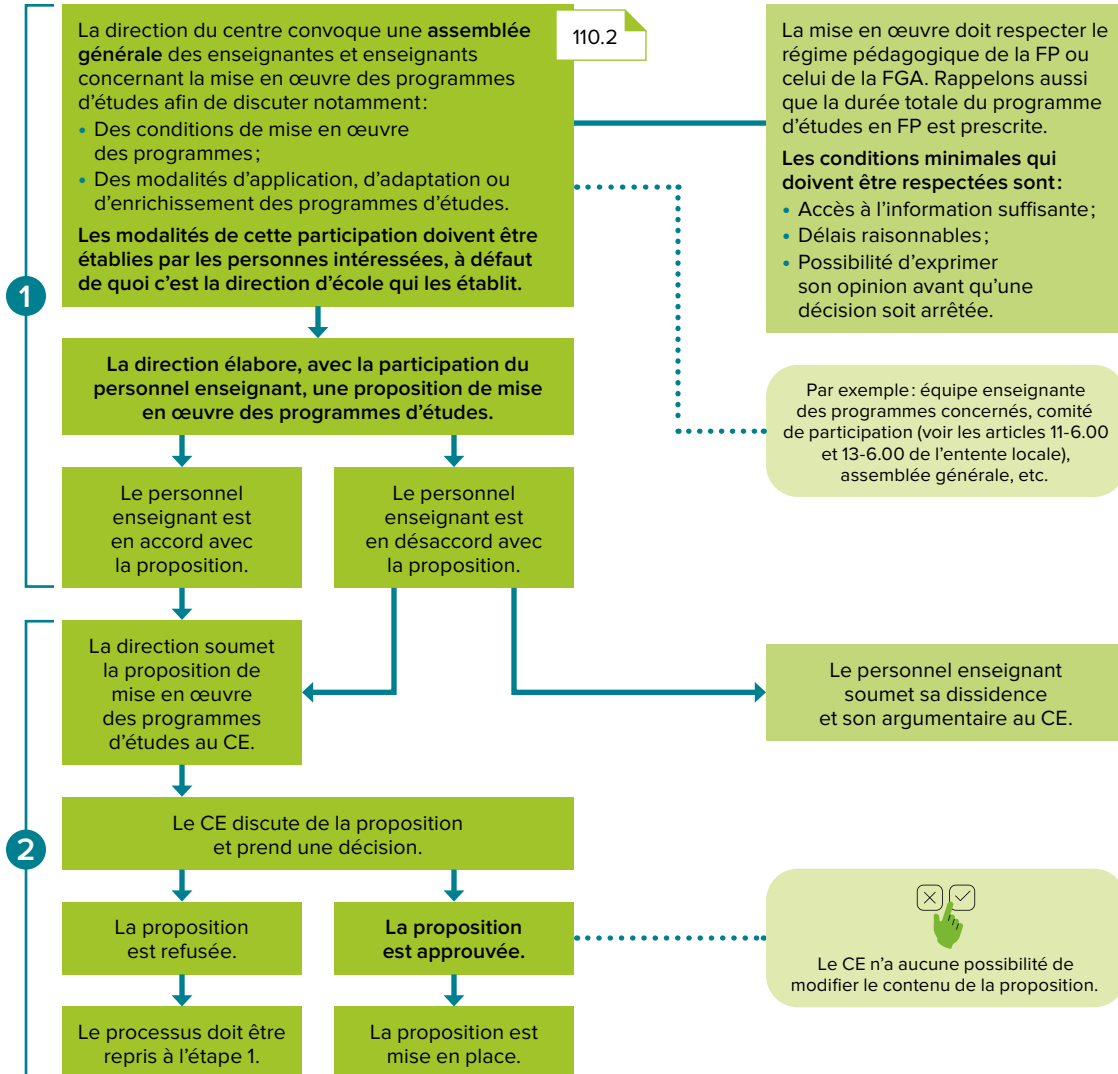 La direction du centre convoque une assemblée
générale des enseignantes et enseignants
concernant la mise en œuvre des programmes
d'études afin de discuter notamment :
• Des conditions de mise en œuvre
des programmes ;
• Des modalités d'application, d'adaptation ou
d'enrichissement des programmes d'études.
Les modalités de cette participation doivent être
établies par les personnes intéressées, à défaut
de quoi c'est la direction d'école qui les établit.
110.2
La mise en œuvre doit respecter le
régime pédagogique de la FP ou
celui de la FGA. Rappelons aussi
que la durée totale du programme
d'études en FP est prescrite.
Les conditions minimales qui
doivent être respectées sont :
• Accès à l'information suffisante ;
• Délais raisonnables ;
• Possibilité d'exprimer
son opinion avant qu'une
décision soit arrêtée.
1
La direction élabore, avec la participation du
personnel enseignant, une proposition de mise
en œuvre des programmes d'études.
Par exemple : équipe enseignante
des programmes concernés, comité
de participation (voir les articles 11-6.00
et 13-6.00 de l'entente locale),
assemblée générale, etc.
Le personnel
enseignant est
en accord avec
la proposition.
Le personnel
enseignant est
en désaccord avec
la proposition.
La direction soumet
la proposition de
mise en œuvre
des programmes
d'études au CE.
Le personnel enseignant
soumet sa dissidence
et son argumentaire au CE.
2
Le CE discute de la proposition
et prend une décision.
La proposition
est refusée.
La proposition
est approuvée.
Le CE n'a aucune possibilité de
modifier le contenu de la proposition.
Le processus doit être
repris à l'étape 1.
La proposition est
mise en place.